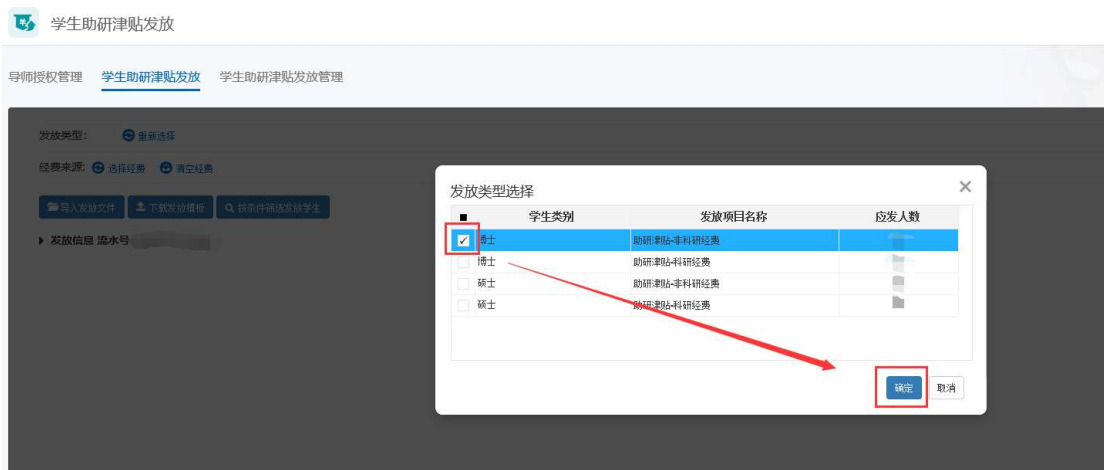 学生助研津贴发放
导师授权管理 学生助研津贴发放 学生助研津贴发放管理
发放类型: 重新选择
经费来源: 选择经费 清空经费
导入发放文件 下载发放模板 按条件筛选发放学生
发放信息 流水号
发放类型选择
学生类别 发放项目名称 应发人数
博士 助研津贴-非科研经费
博士 助研津贴-科研经费
硕士 助研津贴-非科研经费
硕士 助研津贴-科研经费
确定 取消